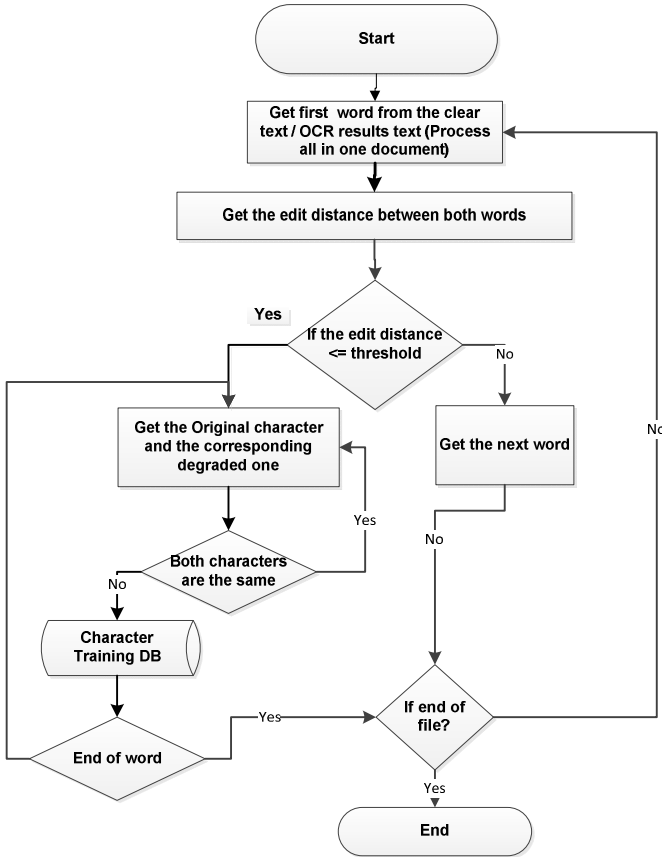 Start
Get first word from the clear
text / OCR results text (Process
all in one document)
Get the edit distance between both words
Yes
If the edit distance
<= threshold
No
Get the Original character
and the corresponding
degraded one
Get the next word
No
Yes
No
Both characters
are the same
No
Character
Training DB
If end of
file?
Yes
End of word
Yes
End